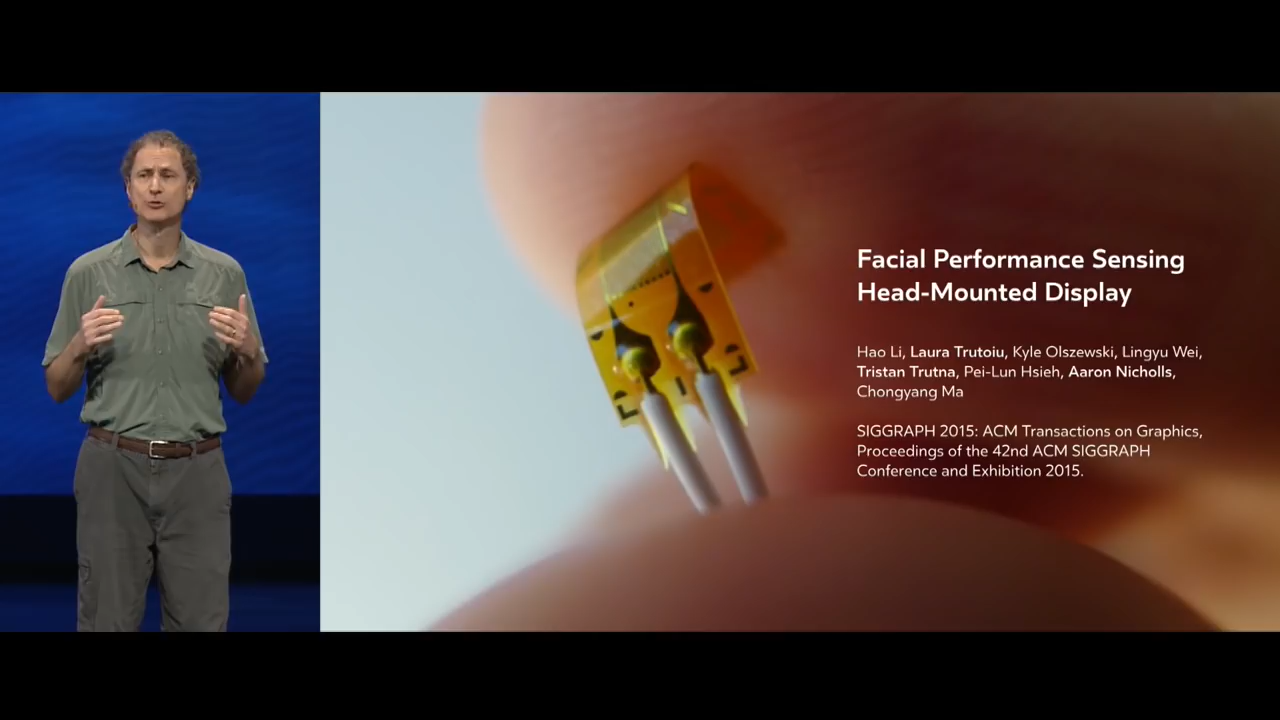 Facial Performance Sensing
Head-Mounted Display
Hao Li, Laura Trutoiu, Kyle Olszewski, Lingyu Wei,
Tristan Trutna, Pei-Lun Hsieh, Aaron Nicholls,
Chongyang Ma
SIGGRAPH 2015: ACM Transactions on Graphics,
Proceedings of the 42nd ACM SIGGRAPH
Conference and Exhibition 2015.